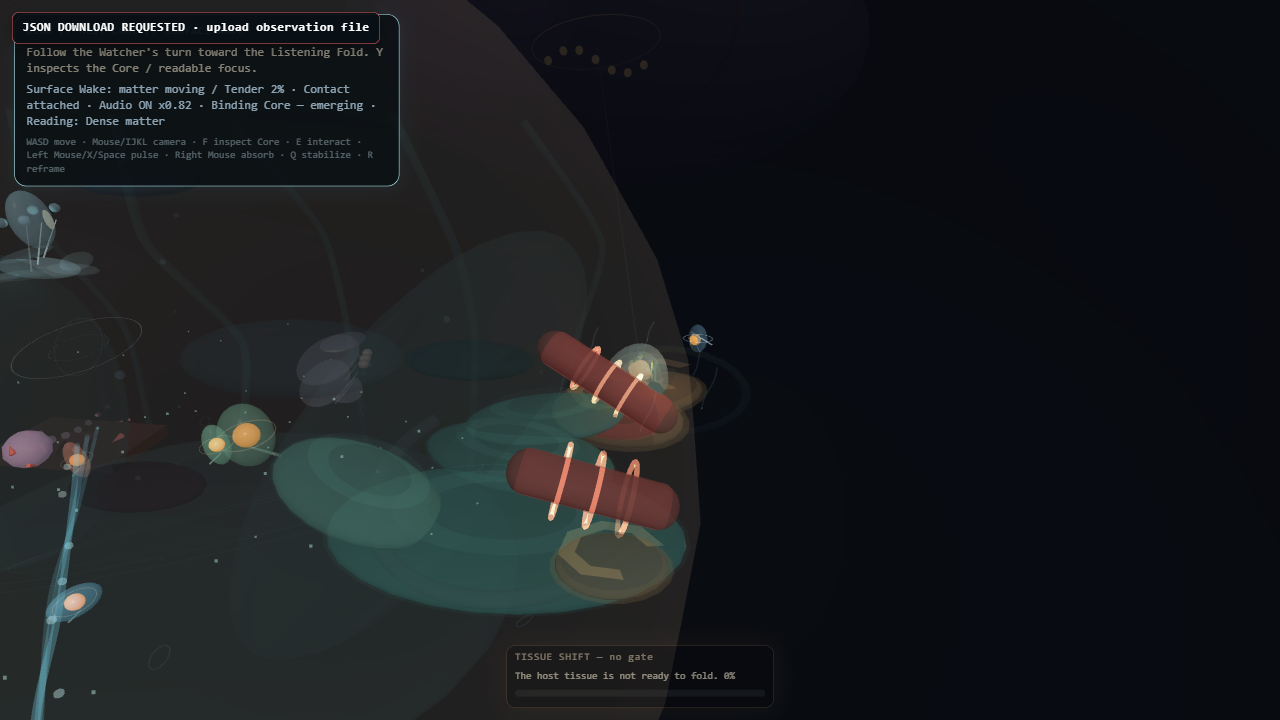 JSON DOWNLOAD REQUESTED · upload observation file
Follow the Watcher's turn toward the Listening Fold. Y
inspects the Core / readable focus.
Surface Wake: matter moving / Tender 2% · Contact
attached · Audio ON x0.82 · Binding Core — emerging ·
Reading: Dense matter
WASD move · Mouse/IJKL camera · F inspect Core · E interact ·
Left Mouse/X/Space pulse · Right Mouse absorb · Q stabilize · R
reframe
TISSUE SHIFT — no gate
The host tissue is not ready to fold. 0%